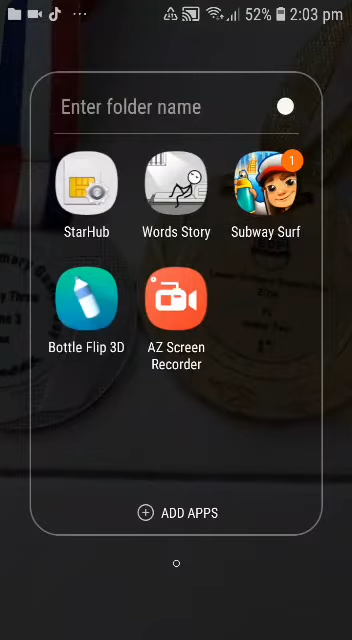 52% 2:03 pm
Enter folder name
1
StarHub
Words Story
Subway Surf
Bottle Flip 3D
AZ Screen
Recorder
ADD APPS